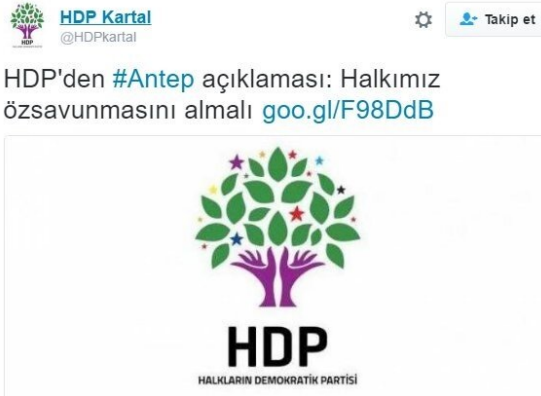 HDP Kartal
@HDPkartal
Takip et
HDP'den #Antep açıklaması: Halkımız
özsavunmasını almalı goo.gl/F98DdB
HDP
HALKLARIN DEMOKRATİK PARTİSİ